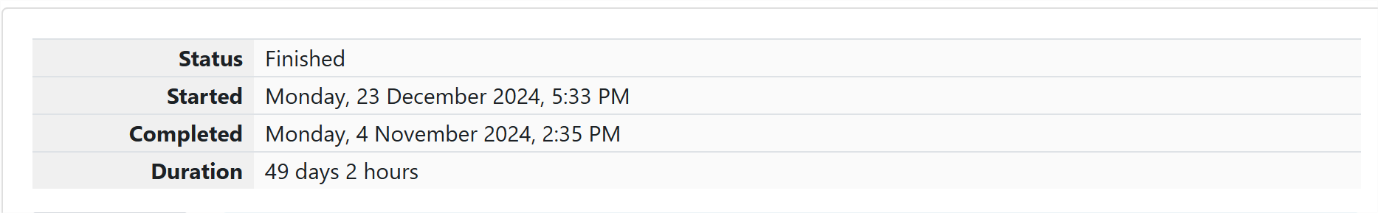 Status Finished
Started Monday, 23 December 2024, 5:33 PM
Completed Monday, 4 November 2024, 2:35 PM
Duration 49 days 2 hours